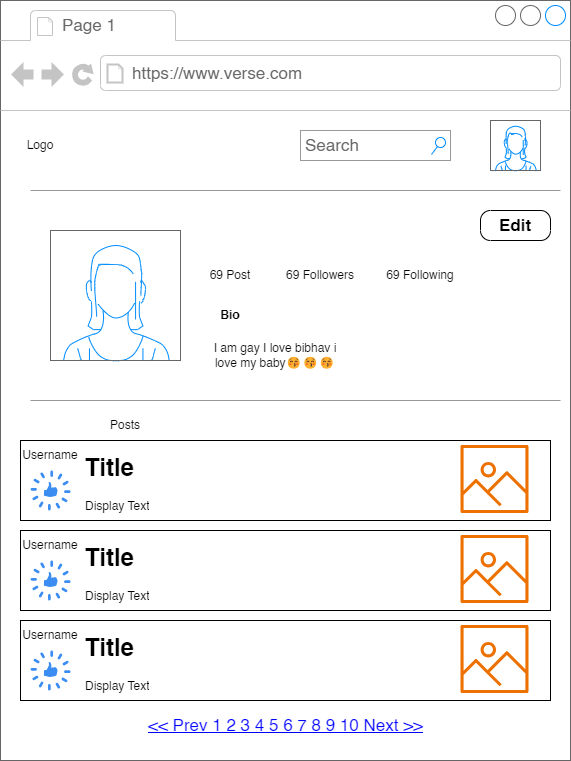 Page 1
https://www.verse.com
Logo
Search
Edit
69 Post
69 Followers
69 Following
Bio
I am gay I love bibhav i
love my baby😚😚😚
Posts
Username
Title
Display Text
Username
Title
Display Text
Username
Title
Display Text
<< Prev 1 2 3 4 5 6 7 8 9 10 Next >>